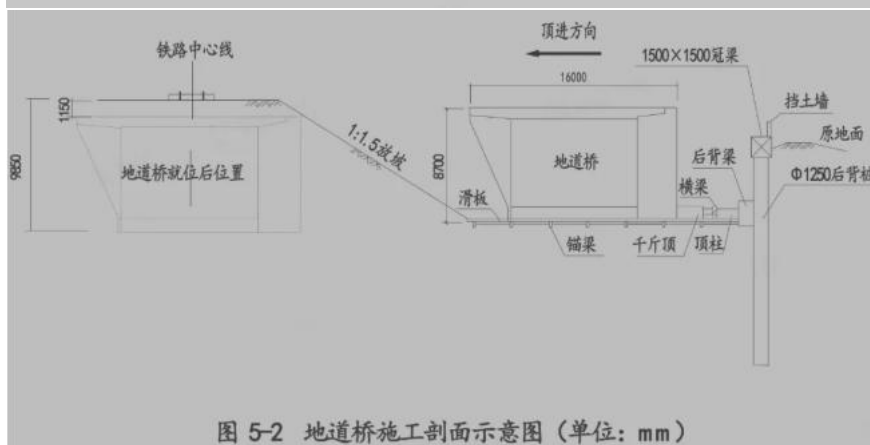 顶进方向
铁路中心线
1500×1500冠梁
16000
挡土墙
原地面
1150
9850
1:1.5放坡
8700
地道桥就位后位置
地道桥
后背梁
横梁
Φ1250后背桩
滑板
锚梁
千斤顶
顶柱
图 5-2 地道桥施工剖面示意图（单位：mm）